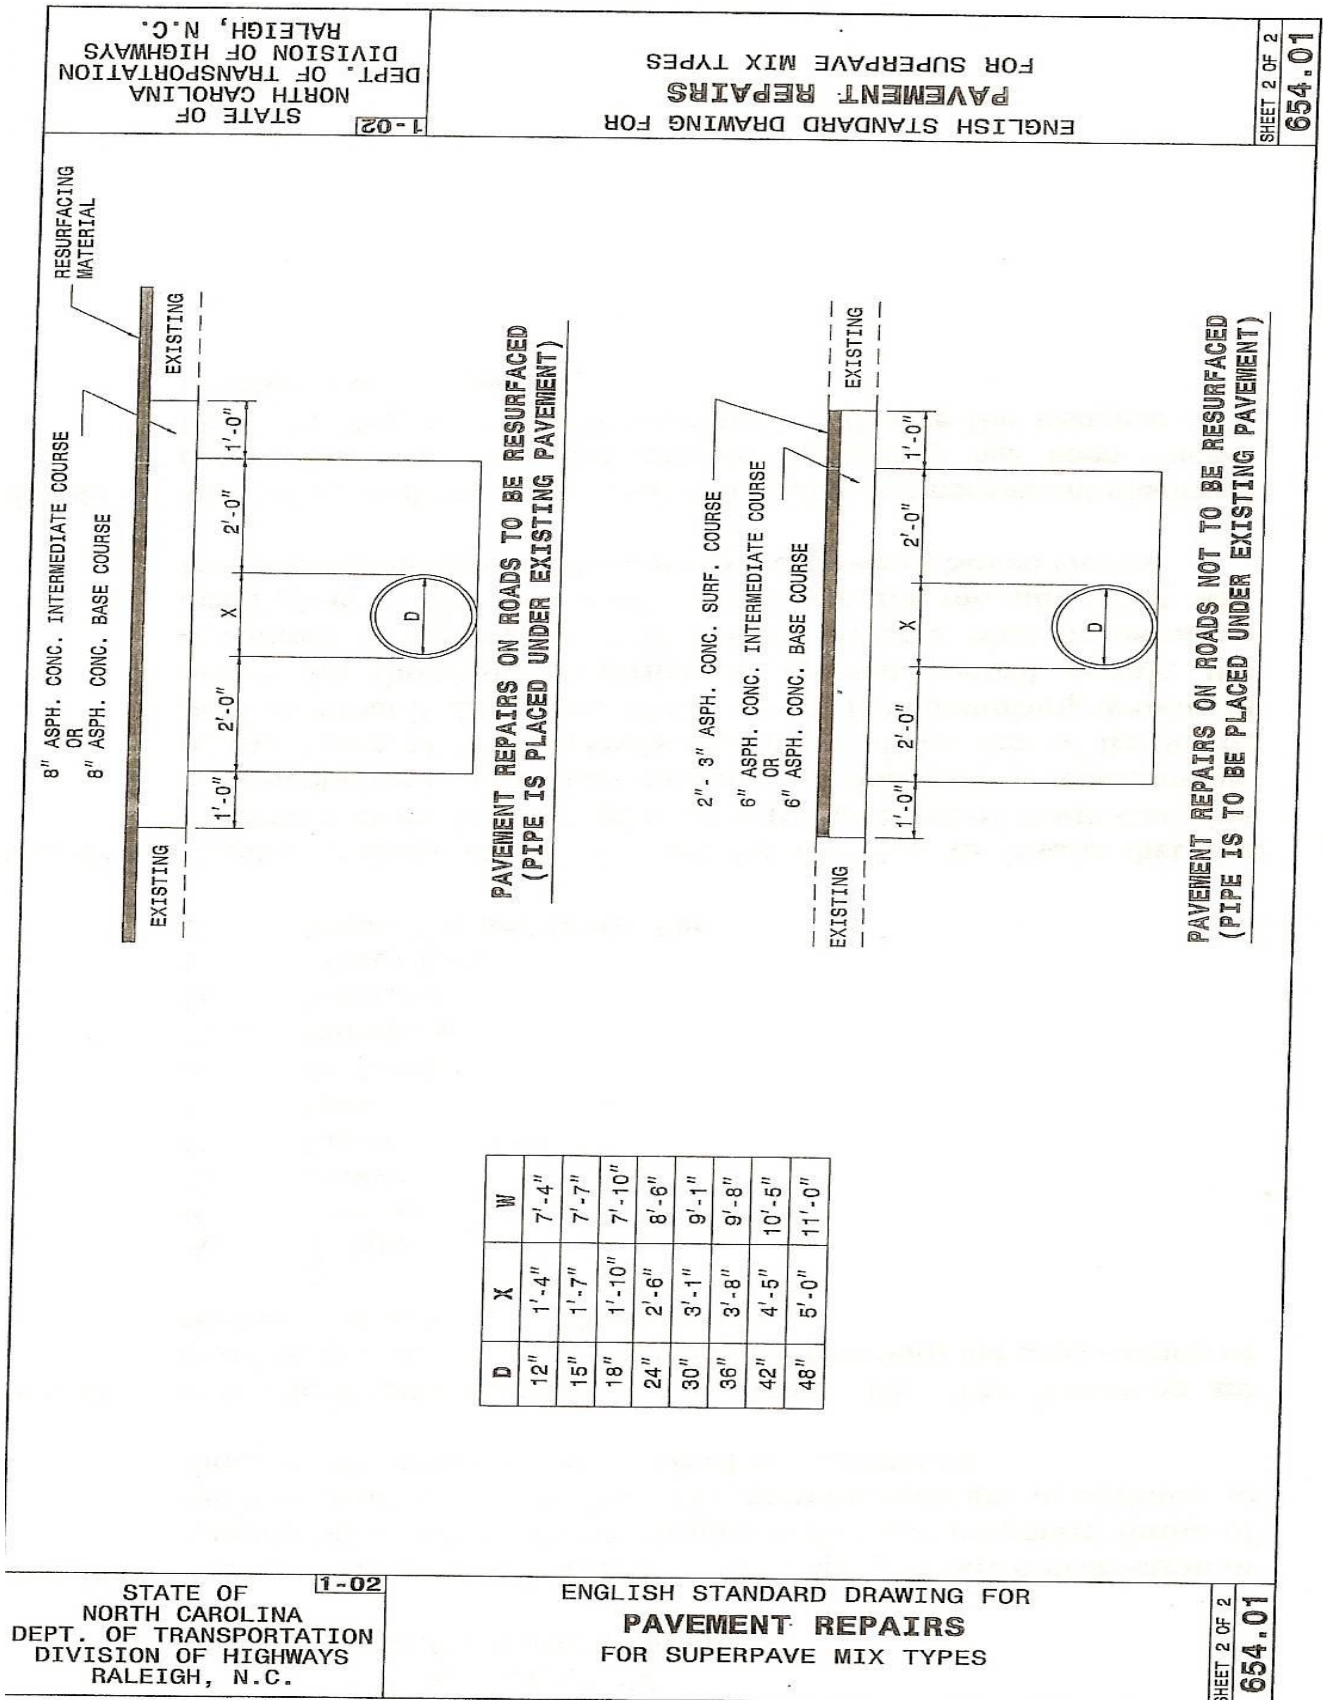 STATE OF
NORTH CAROLINA
DEPT. OF TRANSPORTATION
DIVISION OF HIGHWAYS
RALEIGH, N.C.
1-02
ENGLISH STANDARD DRAWING FOR
PAVEMENT REPAIRS
FOR SUPERPAVE MIX TYPES
SHEET 2 OF 2
654.01
8" ASPH. CONC. INTERMEDIATE COURSE
OR
8" ASPH. CONC. BASE COURSE
RESURFACING
MATERIAL
EXISTING
EXISTING
1'-0"
2'-0"
X
2'-0"
1'-0"
D
PAVEMENT REPAIRS ON ROADS TO BE RESURFACED
(PIPE IS PLACED UNDER EXISTING PAVEMENT)
2"- 3" ASPH. CONC. SURF. COURSE
6" ASPH. CONC. INTERMEDIATE COURSE
OR
6" ASPH. CONC. BASE COURSE
EXISTING
EXISTING
1'-0"
2'-0"
X
2'-0"
1'-0"
D
PAVEMENT REPAIRS ON ROADS NOT TO BE RESURFACED
(PIPE IS TO BE PLACED UNDER EXISTING PAVEMENT)
D X W
12" 1'-4" 7'-4"
15" 1'-7" 7'-7"
18" 1'-10" 7'-10"
24" 2'-6" 8'-6"
30" 3'-1" 9'-1"
36" 3'-8" 9'-8"
42" 4'-5" 10'-5"
48" 5'-0" 11'-0"
STATE OF
NORTH CAROLINA
DEPT. OF TRANSPORTATION
DIVISION OF HIGHWAYS
RALEIGH, N.C.
1-02
ENGLISH STANDARD DRAWING FOR
PAVEMENT REPAIRS
FOR SUPERPAVE MIX TYPES
SHEET 2 OF 2
654.01